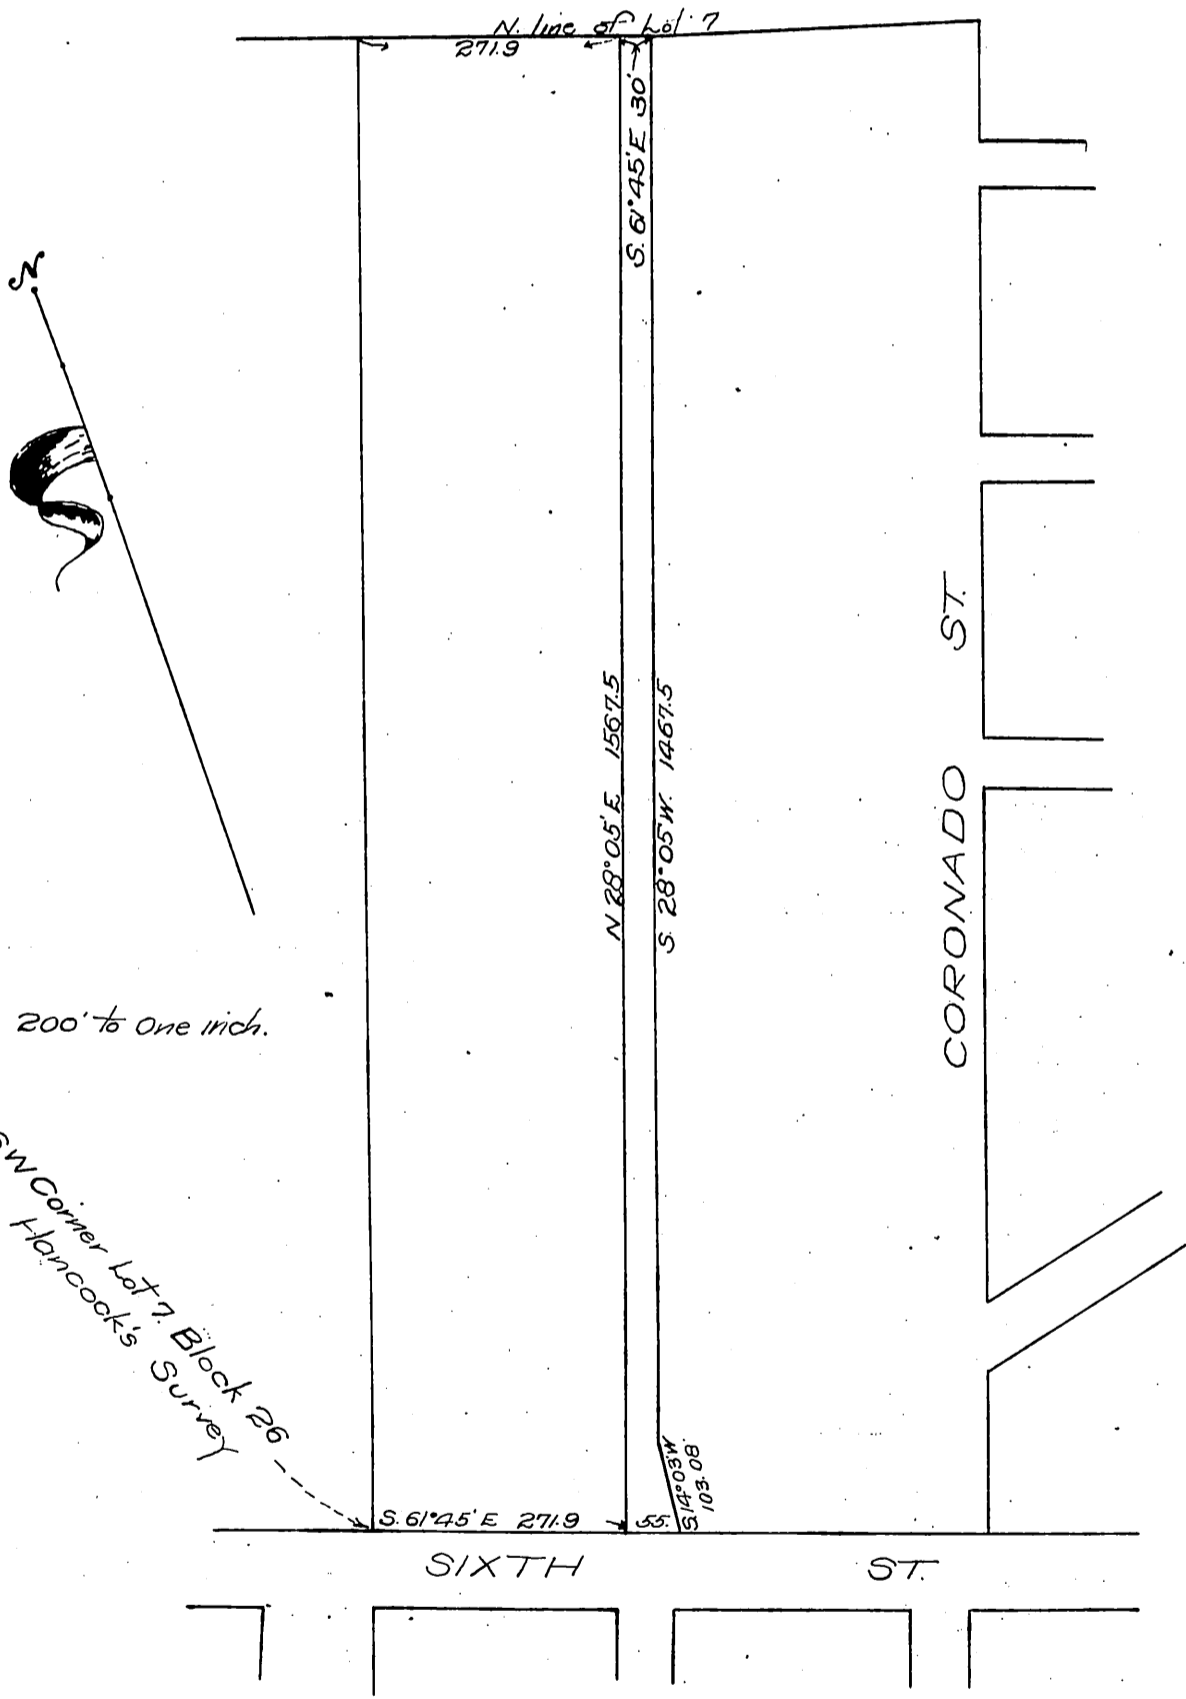 N. line of Lot 7
271.9
S. 61°45'E 30'
N
N 28°05'E 1567.5
S. 28°05'W. 1467.5
CORONADO ST.
200' to One inch.
SW Corner Lot 7. Block 26
Hancock's Survey
S. 14°03'W.
103.08.
S. 61°45'E 271.9
55.
SIXTH ST.